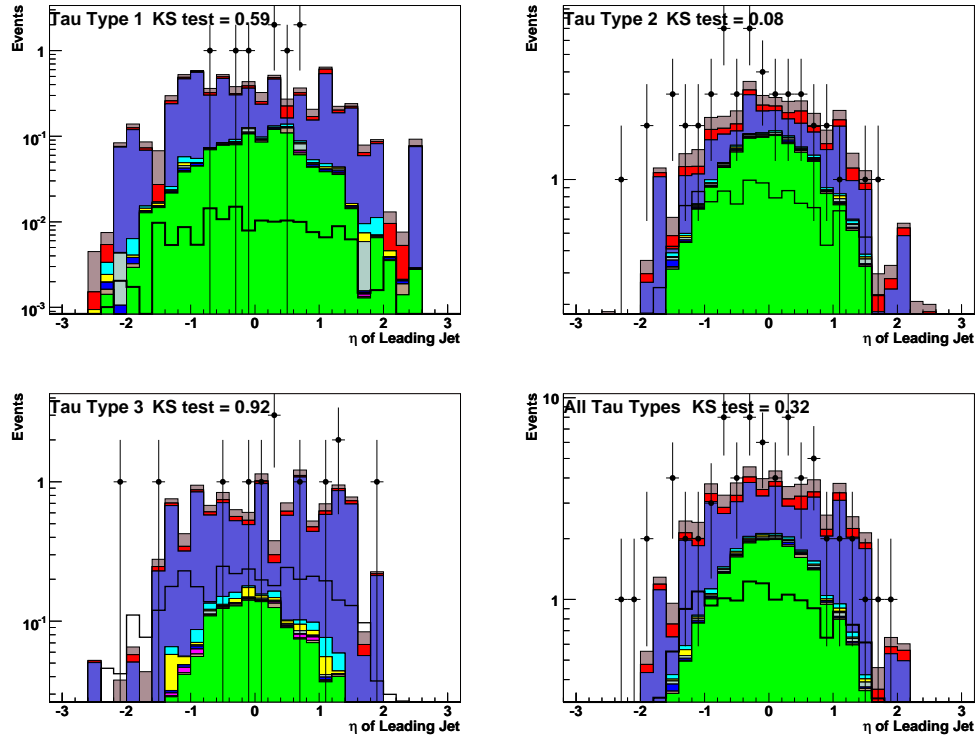 Tau Type 1 KS test = 0.59
Events
1
10-1
10-2
10-3
-3 -2 -1 0 1 2 3
η of Leading Jet
Tau Type 2 KS test = 0.08
Events
1
-3 -2 -1 0 1 2 3
η of Leading Jet
Tau Type 3 KS test = 0.92
Events
1
10-1
-3 -2 -1 0 1 2 3
η of Leading Jet
All Tau Types KS test = 0.32
Events
10
1
-3 -2 -1 0 1 2 3
η of Leading Jet